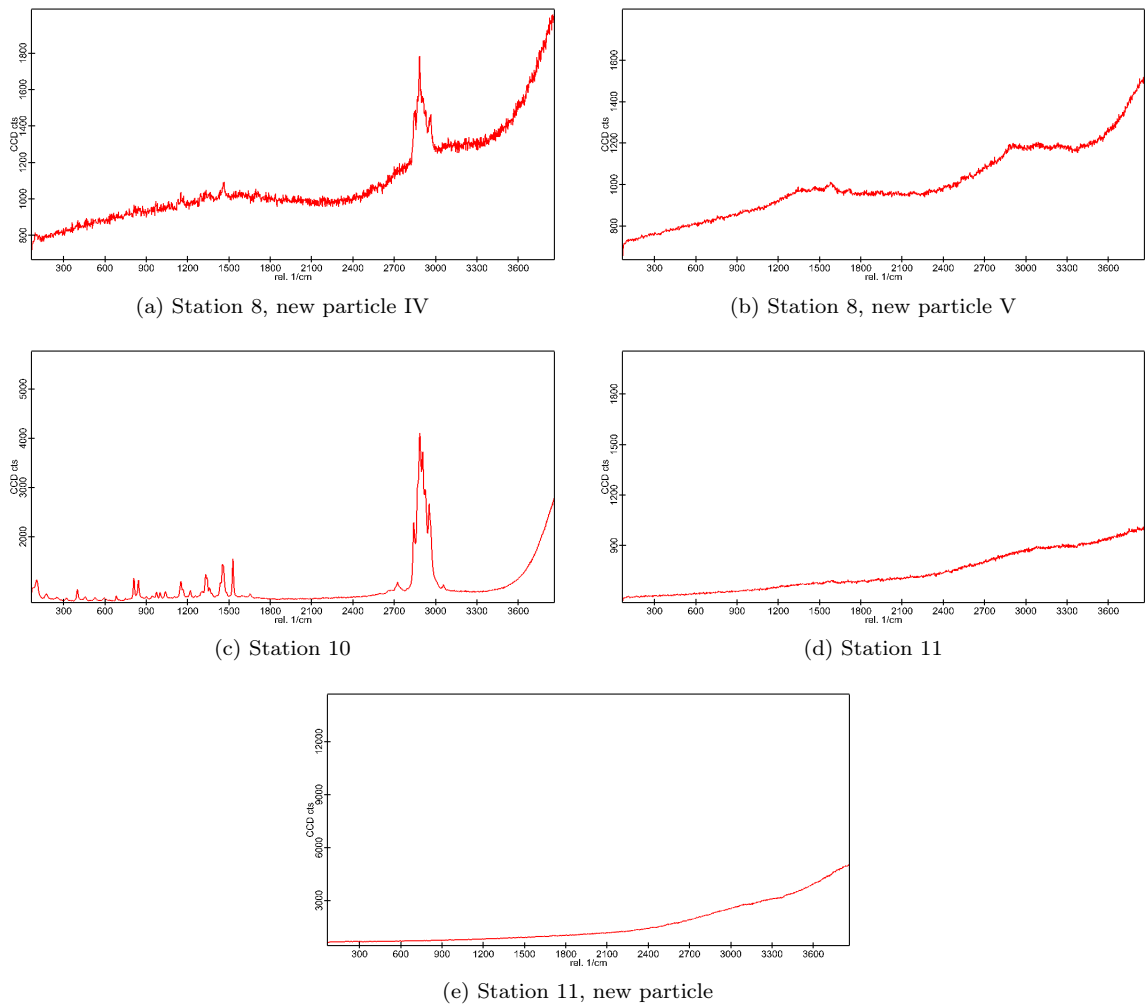 1800
1600
1400
1200
1000
800
CCD cts
300 600 900 1200 1500 1800 2100 2400 2700 3000 3300 3600
rel. 1/cm
(a) Station 8, new particle IV
1600
1400
1200
1000
800
CCD cts
300 600 900 1200 1500 1800 2100 2400 2700 3000 3300 3600
rel. 1/cm
(b) Station 8, new particle V
5000
4000
3000
2000
CCD cts
300 600 900 1200 1500 1800 2100 2400 2700 3000 3300 3600
rel. 1/cm
(c) Station 10
1800
1500
1200
900
CCD cts
300 600 900 1200 1500 1800 2100 2400 2700 3000 3300 3600
rel. 1/cm
(d) Station 11
12000
9000
6000
3000
CCD cts
300 600 900 1200 1500 1800 2100 2400 2700 3000 3300 3600
rel. 1/cm
(e) Station 11, new particle